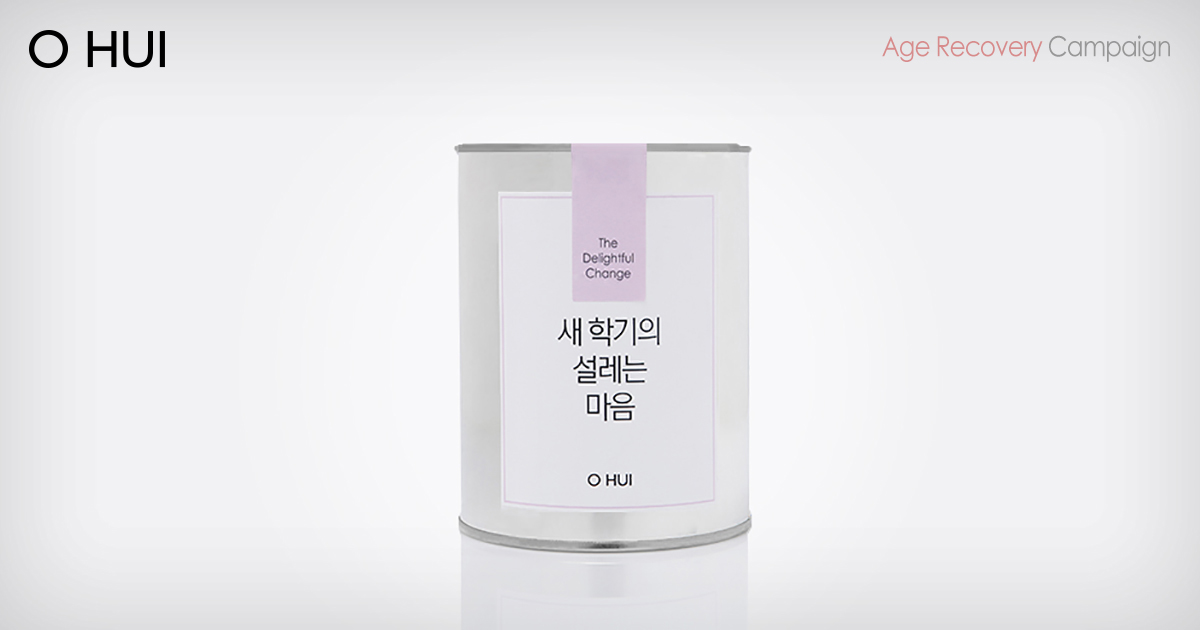 O HUI
Age Recovery Campaign
The
Delightful
Change
새 학기의
설레는
마음
O HUI